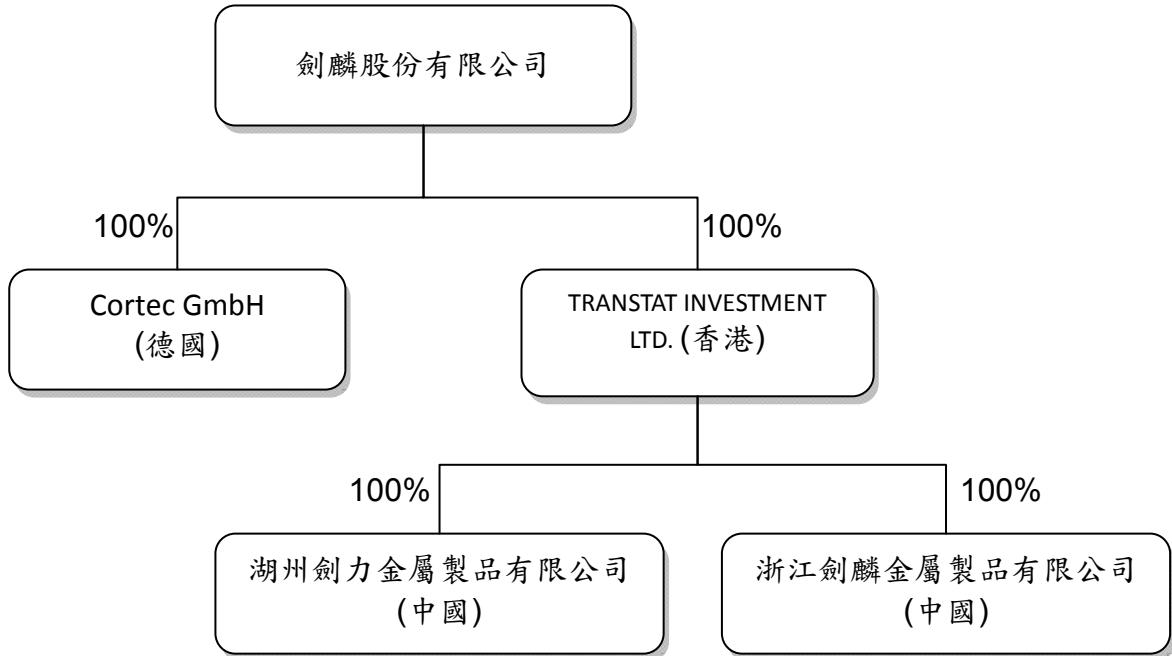 劍麟股份有限公司
100%
100%
Cortec GmbH
(德國)
TRANSTAT INVESTMENT
LTD. (香港)
100%
100%
湖州劍力金屬製品有限公司
(中國)
浙江劍麟金屬製品有限公司
(中國)